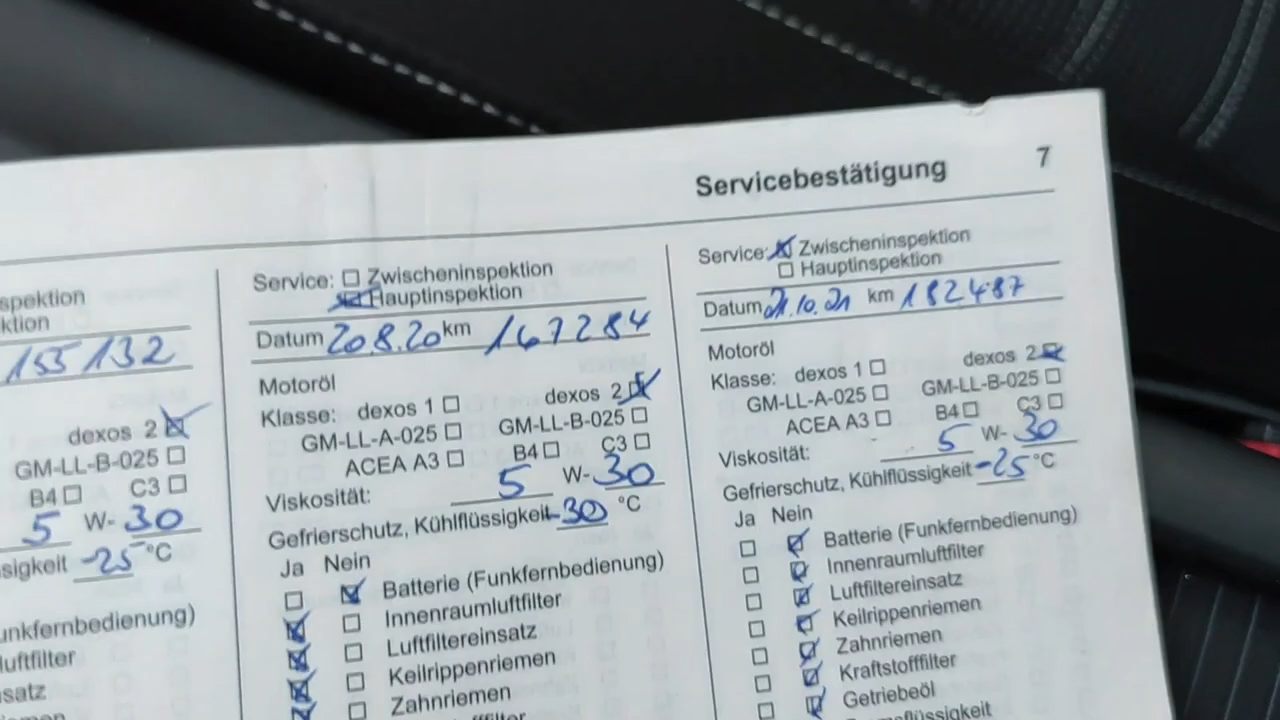 Servicebestätigung 7
spektion
ktion
155132
dexos 2
GM-LL-B-025
B4 C3
5 W-30
sigkeit -25 °C
unkfernbedienung)
luftfilter
satz
Service: Zwischeninspektion
Hauptinspektion
Datum 20.8.20 km 167284
Motoröl
Klasse: dexos 1 dexos 2
GM-LL-A-025 GM-LL-B-025
ACEA A3 B4 C3
Viskosität: 5 W-30
Gefrierschutz, Kühlflüssigkeit -30 °C
Ja Nein
Batterie (Funkfernbedienung)
Innenraumluftfilter
Luftfiltereinsatz
Keilrippenriemen
Zahnriemen
Service: Zwischeninspektion
Hauptinspektion
Datum 21.10.21 km 182487
Motoröl
Klasse: dexos 1 dexos 2
GM-LL-A-025 GM-LL-B-025
ACEA A3 B4 C3
Viskosität: 5 W-30
Gefrierschutz, Kühlflüssigkeit -25 °C
Ja Nein
Batterie (Funkfernbedienung)
Innenraumluftfilter
Luftfiltereinsatz
Keilrippenriemen
Zahnriemen
Kraftstofffilter
Getriebeöl